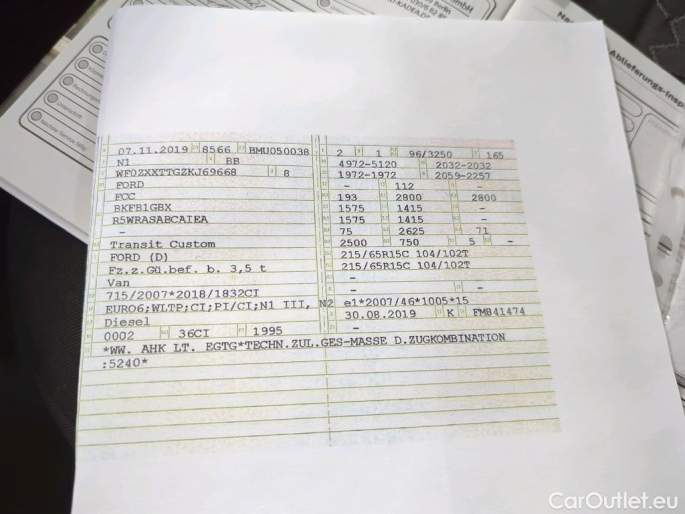 07.11.2019 8566 BMU050038
N1 BB
WF0ZXXTTGZKJ69668 8
FORD
FCC
BKFB1GBX
R5WRASABCAIEA
-
Transit Custom
FORD (D)
Fz.z.Gü.bef. b. 3,5 t
Van
715/2007*2018/1832CI
EURO6;WLTP;CI;PI/CI;N1 III, N2
Diesel
0002 36CI 1995
2 1 96/3250 165
4972-5120 2032-2032
1972-1972 2059-2257
- 112 -
193 2800 2800
1575 1415 -
1575 1415 -
75 2625 71
2500 750 5 -
215/65R15C 104/102T
215/65R15C 104/102T
- -
- -
e1*2007/46*1005*15
30.08.2019 K FM841474
-
*WW. AHK LT. EGTG*TECHN.ZUL.GES-MASSE D.ZUGKOMBINATION
:5240*
Ablieferungs-Insp
CarOutlet.eu